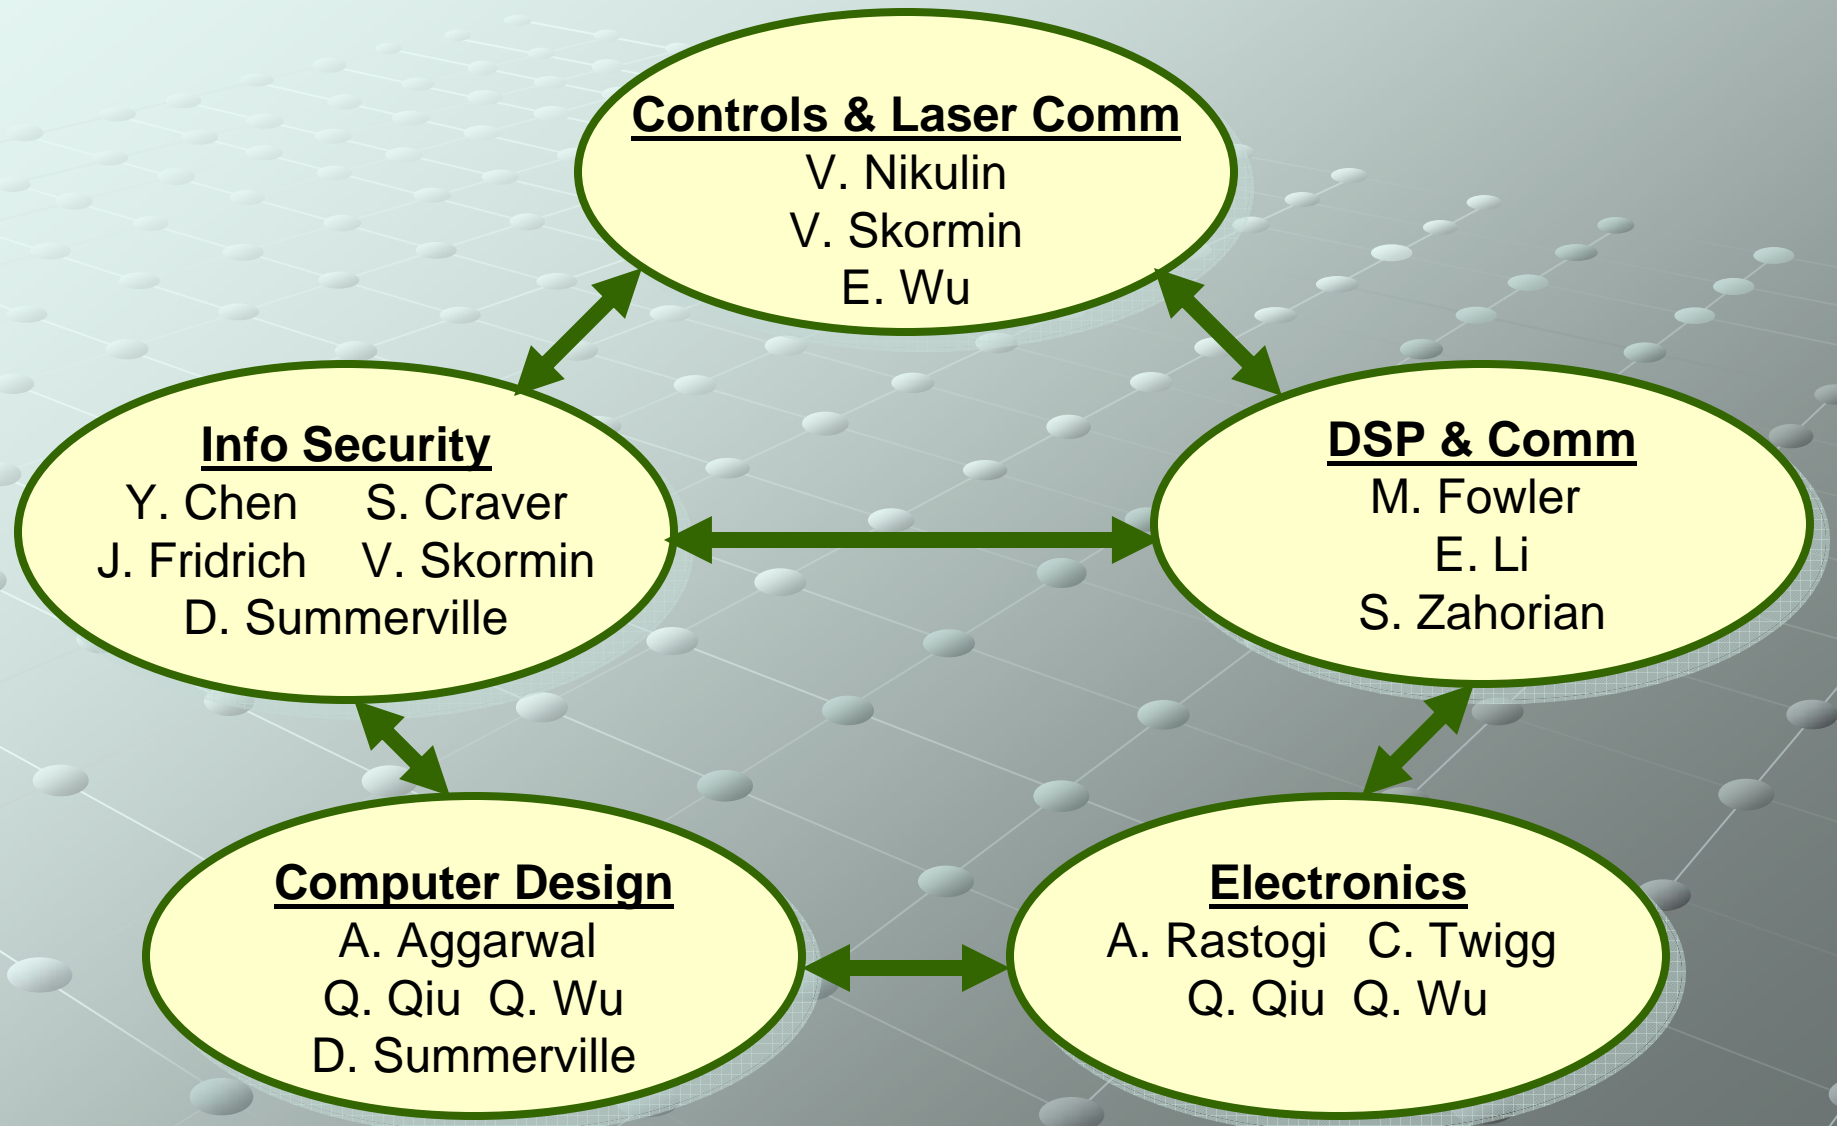 Controls & Laser Comm
V. Nikulin
V. Skormin
E. Wu
Info Security
Y. Chen S. Craver
J. Fridrich V. Skormin
D. Summerville
DSP & Comm
M. Fowler
E. Li
S. Zahorian
Computer Design
A. Aggarwal
Q. Qiu Q. Wu
D. Summerville
Electronics
A. Rastogi C. Twigg
Q. Qiu Q. Wu